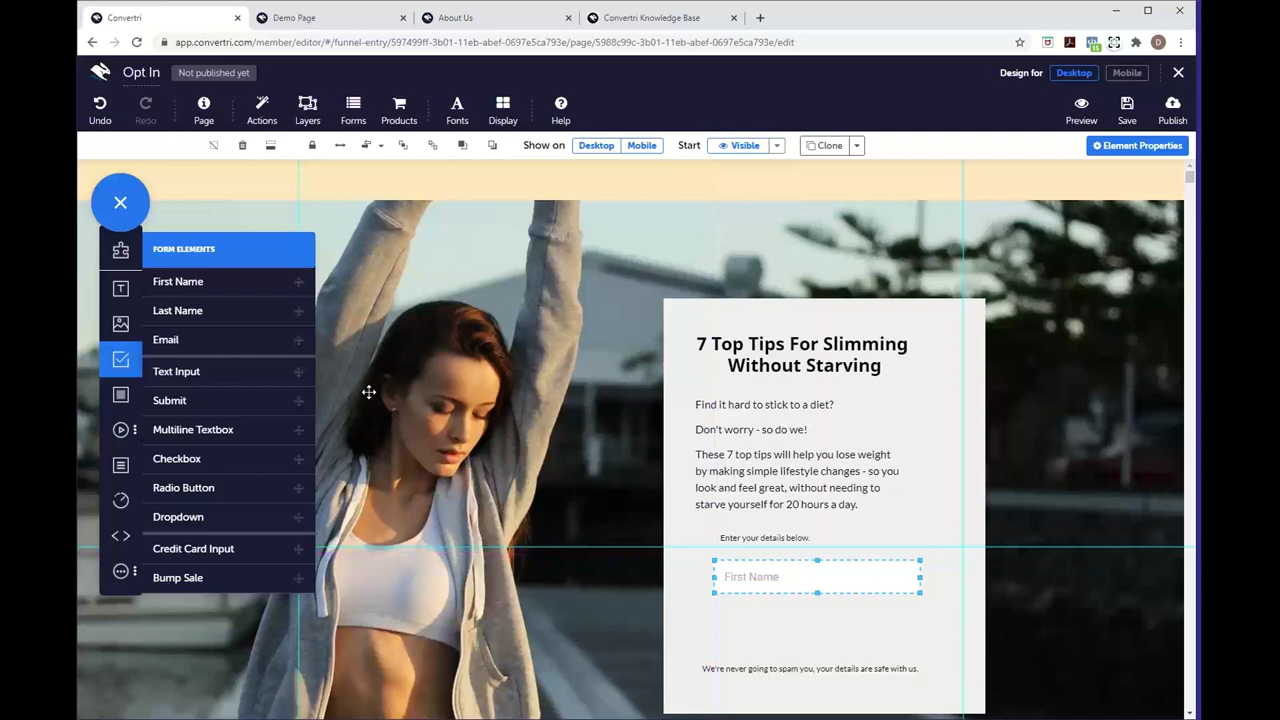 Convertri
Demo Page
About Us
Convertri Knowledge Base
app.convertri.com/member/editor/#/funnel-entry/597499ff-3b01-11eb-abef-0697e5ca793e/page/5988c99c-3b01-11eb-abef-0697e5ca793e/edit
15
D
Opt In
Not published yet
Design for
Desktop
Mobile
Undo
Redo
Page
Actions
Layers
Forms
Products
Fonts
Display
Help
Preview
Save
Publish
Show on
Desktop
Mobile
Start
Visible
Clone
Element Properties
FORM ELEMENTS
First Name
Last Name
Email
Text Input
Submit
Multiline Textbox
Checkbox
Radio Button
Dropdown
Credit Card Input
Bump Sale
7 Top Tips For Slimming
Without Starving
Find it hard to stick to a diet?
Don't worry - so do we!
These 7 top tips will help you lose weight
by making simple lifestyle changes - so you
look and feel great, without needing to
starve yourself for 20 hours a day.
Enter your details below.
First Name
We're never going to spam you, your details are safe with us.